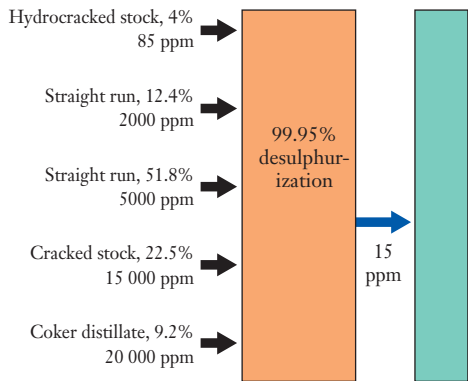 Hydrocracked stock, 4%
85 ppm
Straight run, 12.4%
2000 ppm
Straight run, 51.8%
5000 ppm
Cracked stock, 22.5%
15 000 ppm
Coker distillate, 9.2%
20 000 ppm
99.95%
desulphur-
ization
15
ppm